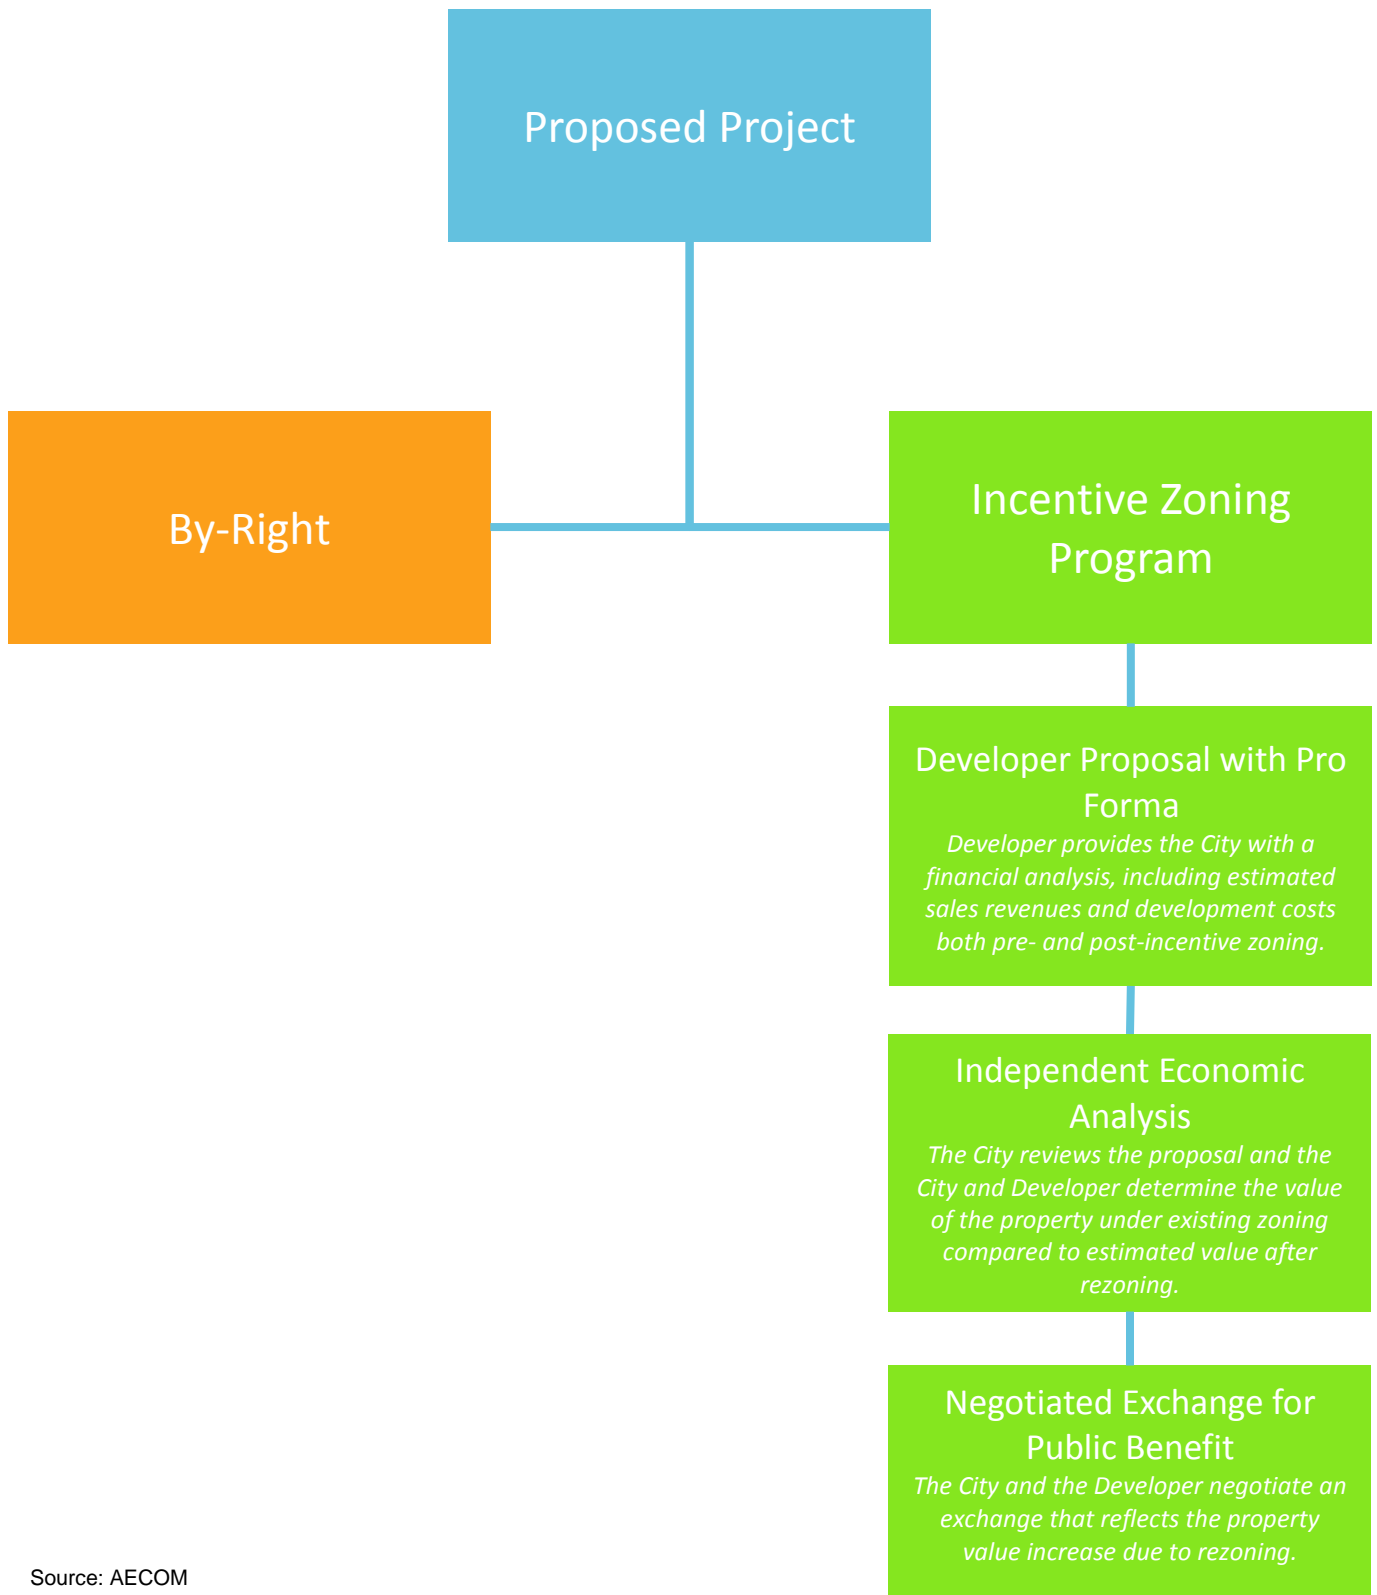 Proposed Project
By-Right
Incentive Zoning
Program
Developer Proposal with Pro
Forma
Developer provides the City with a
financial analysis, including estimated
sales revenues and development costs
both pre- and post-incentive zoning.
Independent Economic
Analysis
The City reviews the proposal and the
City and Developer determine the value
of the property under existing zoning
compared to estimated value after
rezoning.
Negotiated Exchange for
Public Benefit
The City and the Developer negotiate an
exchange that reflects the property
value increase due to rezoning.
Source: AECOM